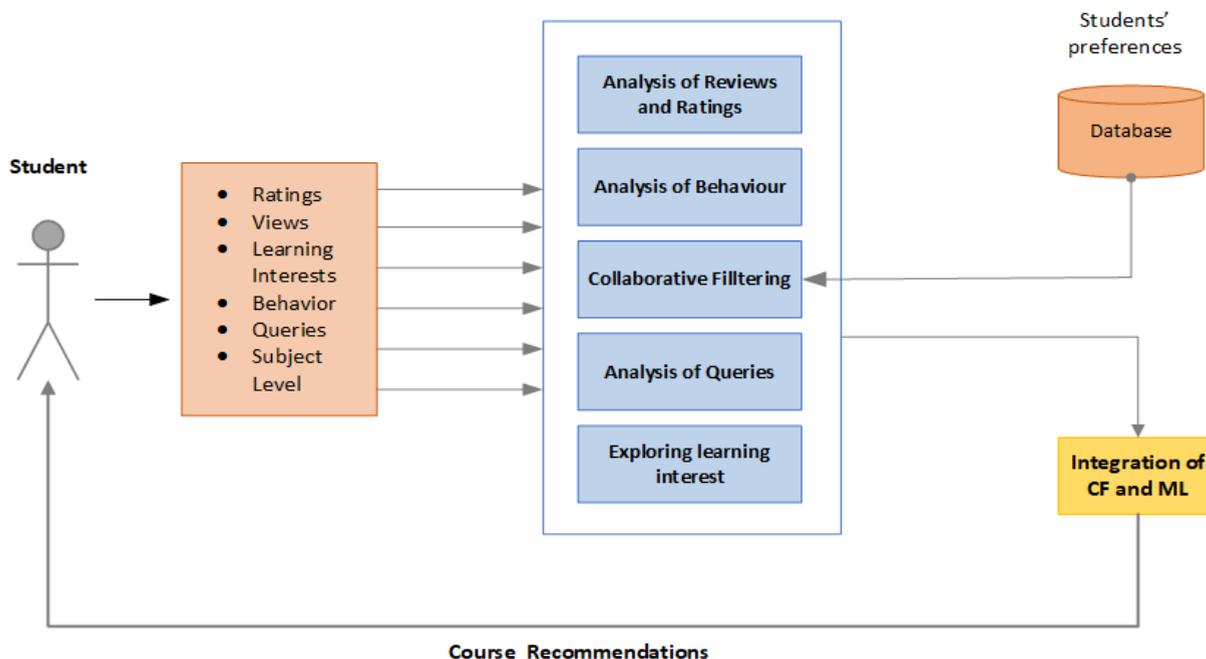 Student
Ratings
Views
Learning
Interests
Behavior
Queries
Subject
Level
Analysis of Reviews
and Ratings
Analysis of Behaviour
Collaborative Filltering
Analysis of Queries
Exploring learning
interest
Students’
preferences
Database
Integration of
CF and ML
Course Recommendations